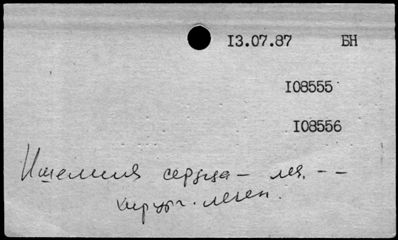 13.07.87 БН
108555
108556
Ишемия сердца – леч. --
хирург. лечен.